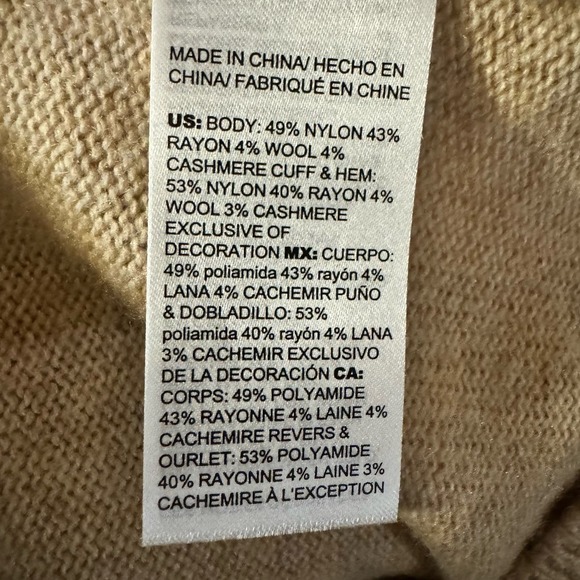 MADE IN CHINA/ HECHO EN
CHINA/ FABRIQUÉ EN CHINE
US: BODY: 49% NYLON 43%
RAYON 4% WOOL 4%
CASHMERE CUFF & HEM:
53% NYLON 40% RAYON 4%
WOOL 3% CASHMERE
EXCLUSIVE OF
DECORATION MX: CUERPO:
49% poliamida 43% rayón 4%
LANA 4% CACHEMIR PUÑO
& DOBLADILLO: 53%
poliamida 40% rayón 4% LANA
3% CACHEMIR EXCLUSIVO
DE LA DECORACIÓN CA:
CORPS: 49% POLYAMIDE
43% RAYONNE 4% LAINE 4%
CACHEMIRE REVERS &
OURLET: 53% POLYAMIDE
40% RAYONNE 4% LAINE 3%
CACHEMIRE À L'EXCEPTION